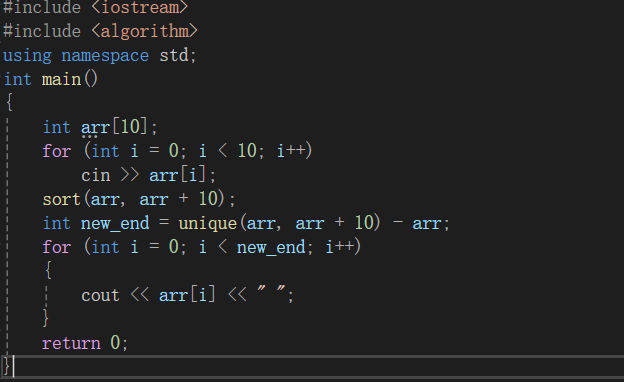 #include <iostream>
#include <algorithm>
using namespace std;
int main()
{
    int arr[10];
    for (int i = 0; i < 10; i++)
        cin >> arr[i];
    sort(arr, arr + 10);
    int new_end = unique(arr, arr + 10) - arr;
    for (int i = 0; i < new_end; i++)
    {
        cout << arr[i] << " ";
    }
    return 0;
}